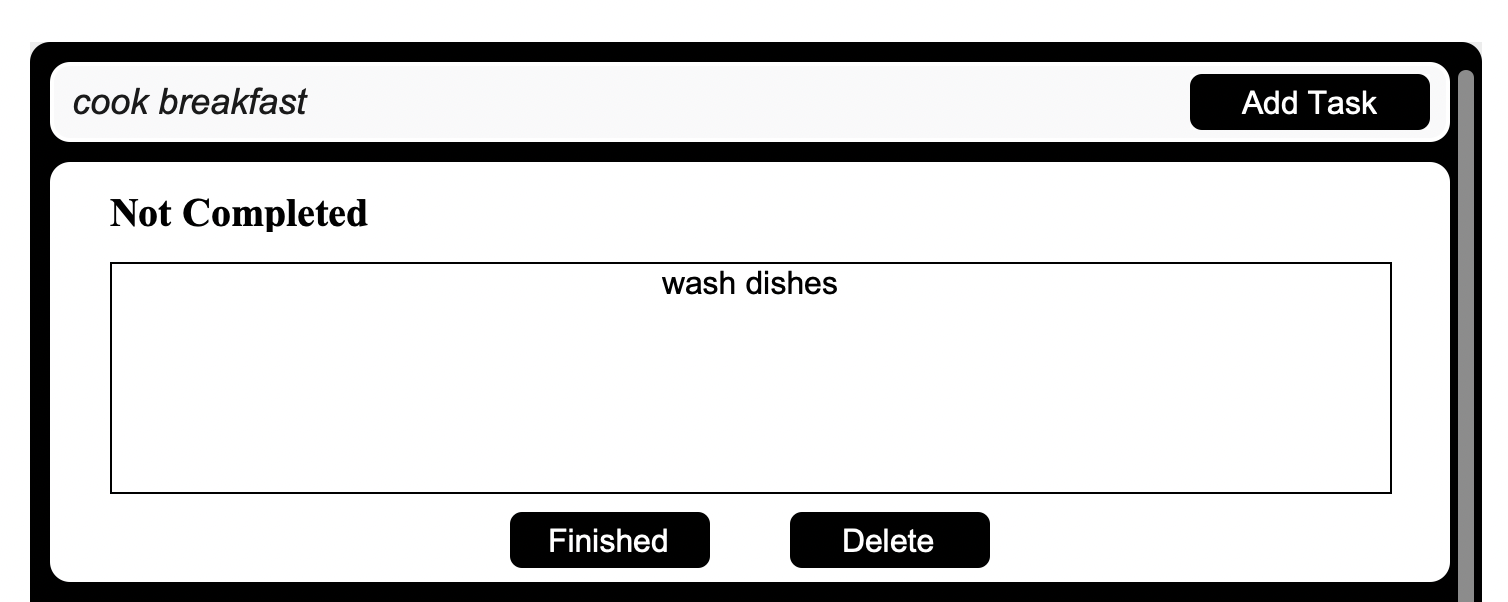 cook breakfast
Add Task
Not Completed
wash dishes
Finished
Delete